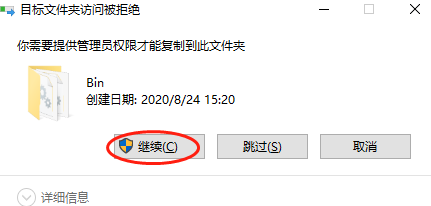 目标文件夹访问被拒绝
你需要提供管理员权限才能复制到此文件夹
Bin
创建日期: 2020/8/24 15:20
继续(C) 跳过(S) 取消
详细信息